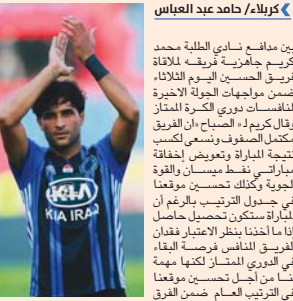 كربلاء/ حامد عبد العباس
بين مدافع نادي الطلبة محمد
كريم جاهزية فريقه لملاقاة
فريق الحسين اليوم الثلاثاء
ضمن مواجهات الجولة الاخيرة
لمنافسات دوري الكرة الممتاز
وقال كريم لـ « الصباح »ان الفريق
مكتمل الصفوف ونسعى لكسب
نتيجة المباراة وتعويض إخفاقة
مباراتي نفط ميسان والقوة
الجوية وكذلك تحسين موقعنا
في جدول الترتيب بالرغم أن
المباراة ستكون تحصيل حاصل
إذا ما أخذنا بنظر الاعتبار فقدان
الفريق المنافس فرصة البقاء
في الدوري الممتاز لكنها مهمة
لنا من أجل تحسين موقعنا
في الترتيب العام ضمن الفرق
KIA
KIA IRAQ